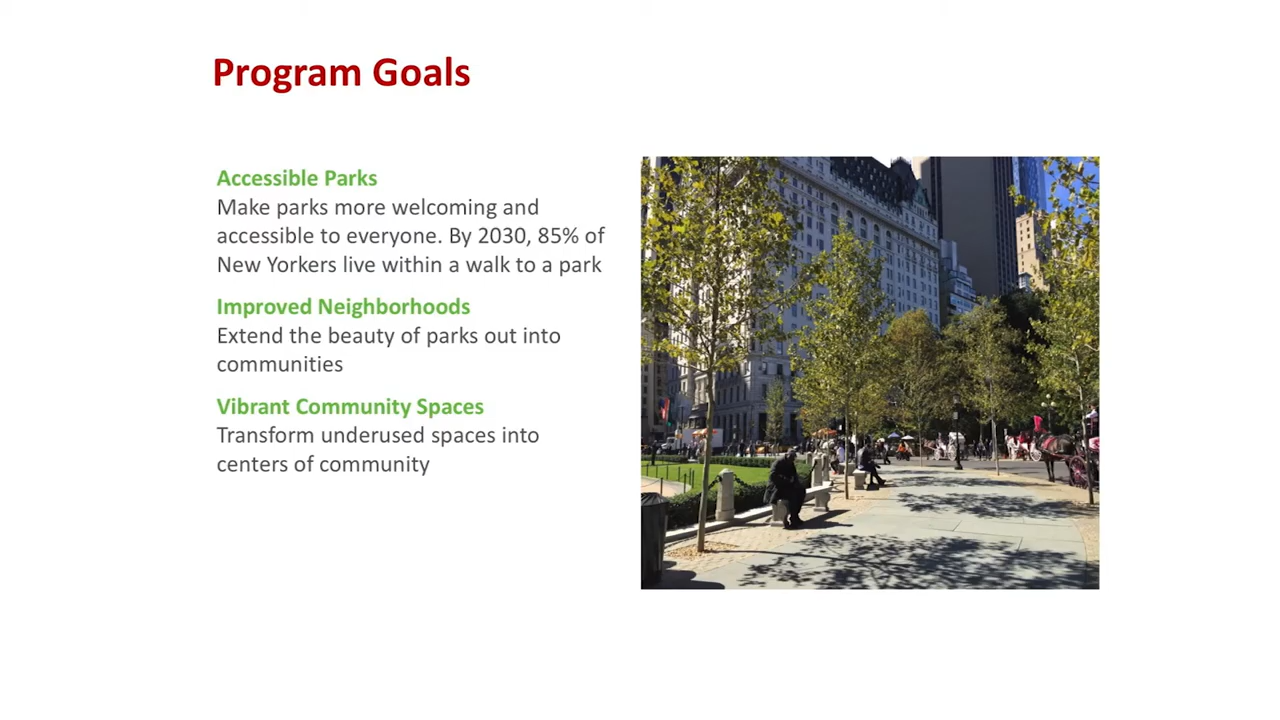 Program Goals
Accessible Parks
Make parks more welcoming and
accessible to everyone. By 2030, 85% of
New Yorkers live within a walk to a park
Improved Neighborhoods
Extend the beauty of parks out into
communities
Vibrant Community Spaces
Transform underused spaces into
centers of community